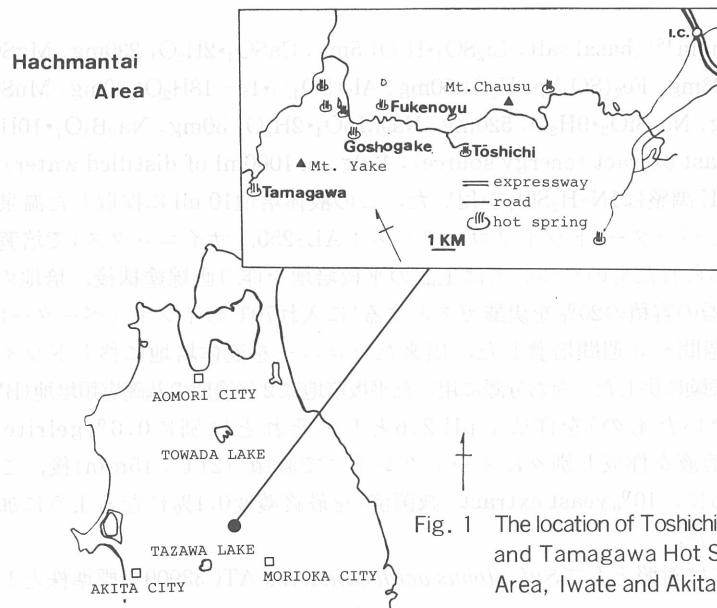 Hachmantai
Area
I.C.
Mt.Chausu
Fukenoyu
Goshogake
Tōshichi
Mt. Yake
Tamagawa
expressway
road
hot spring
1 KM
AOMORI CITY
TOWADA LAKE
TAZAWA LAKE
AKITA CITY
MORIOKA CITY
Fig. 1 The location of Toshichi
and Tamagawa Hot S
Area, Iwate and Akita